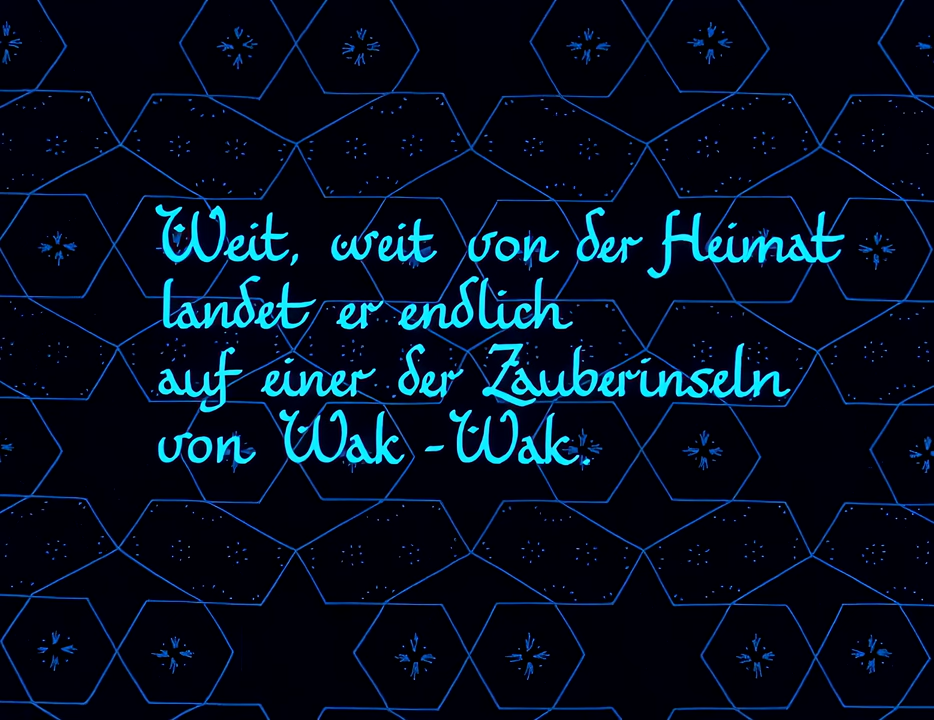 Weit, weit von der Heimat
landet er endlich
auf einer der Zauberinseln
von Wak-Wak.